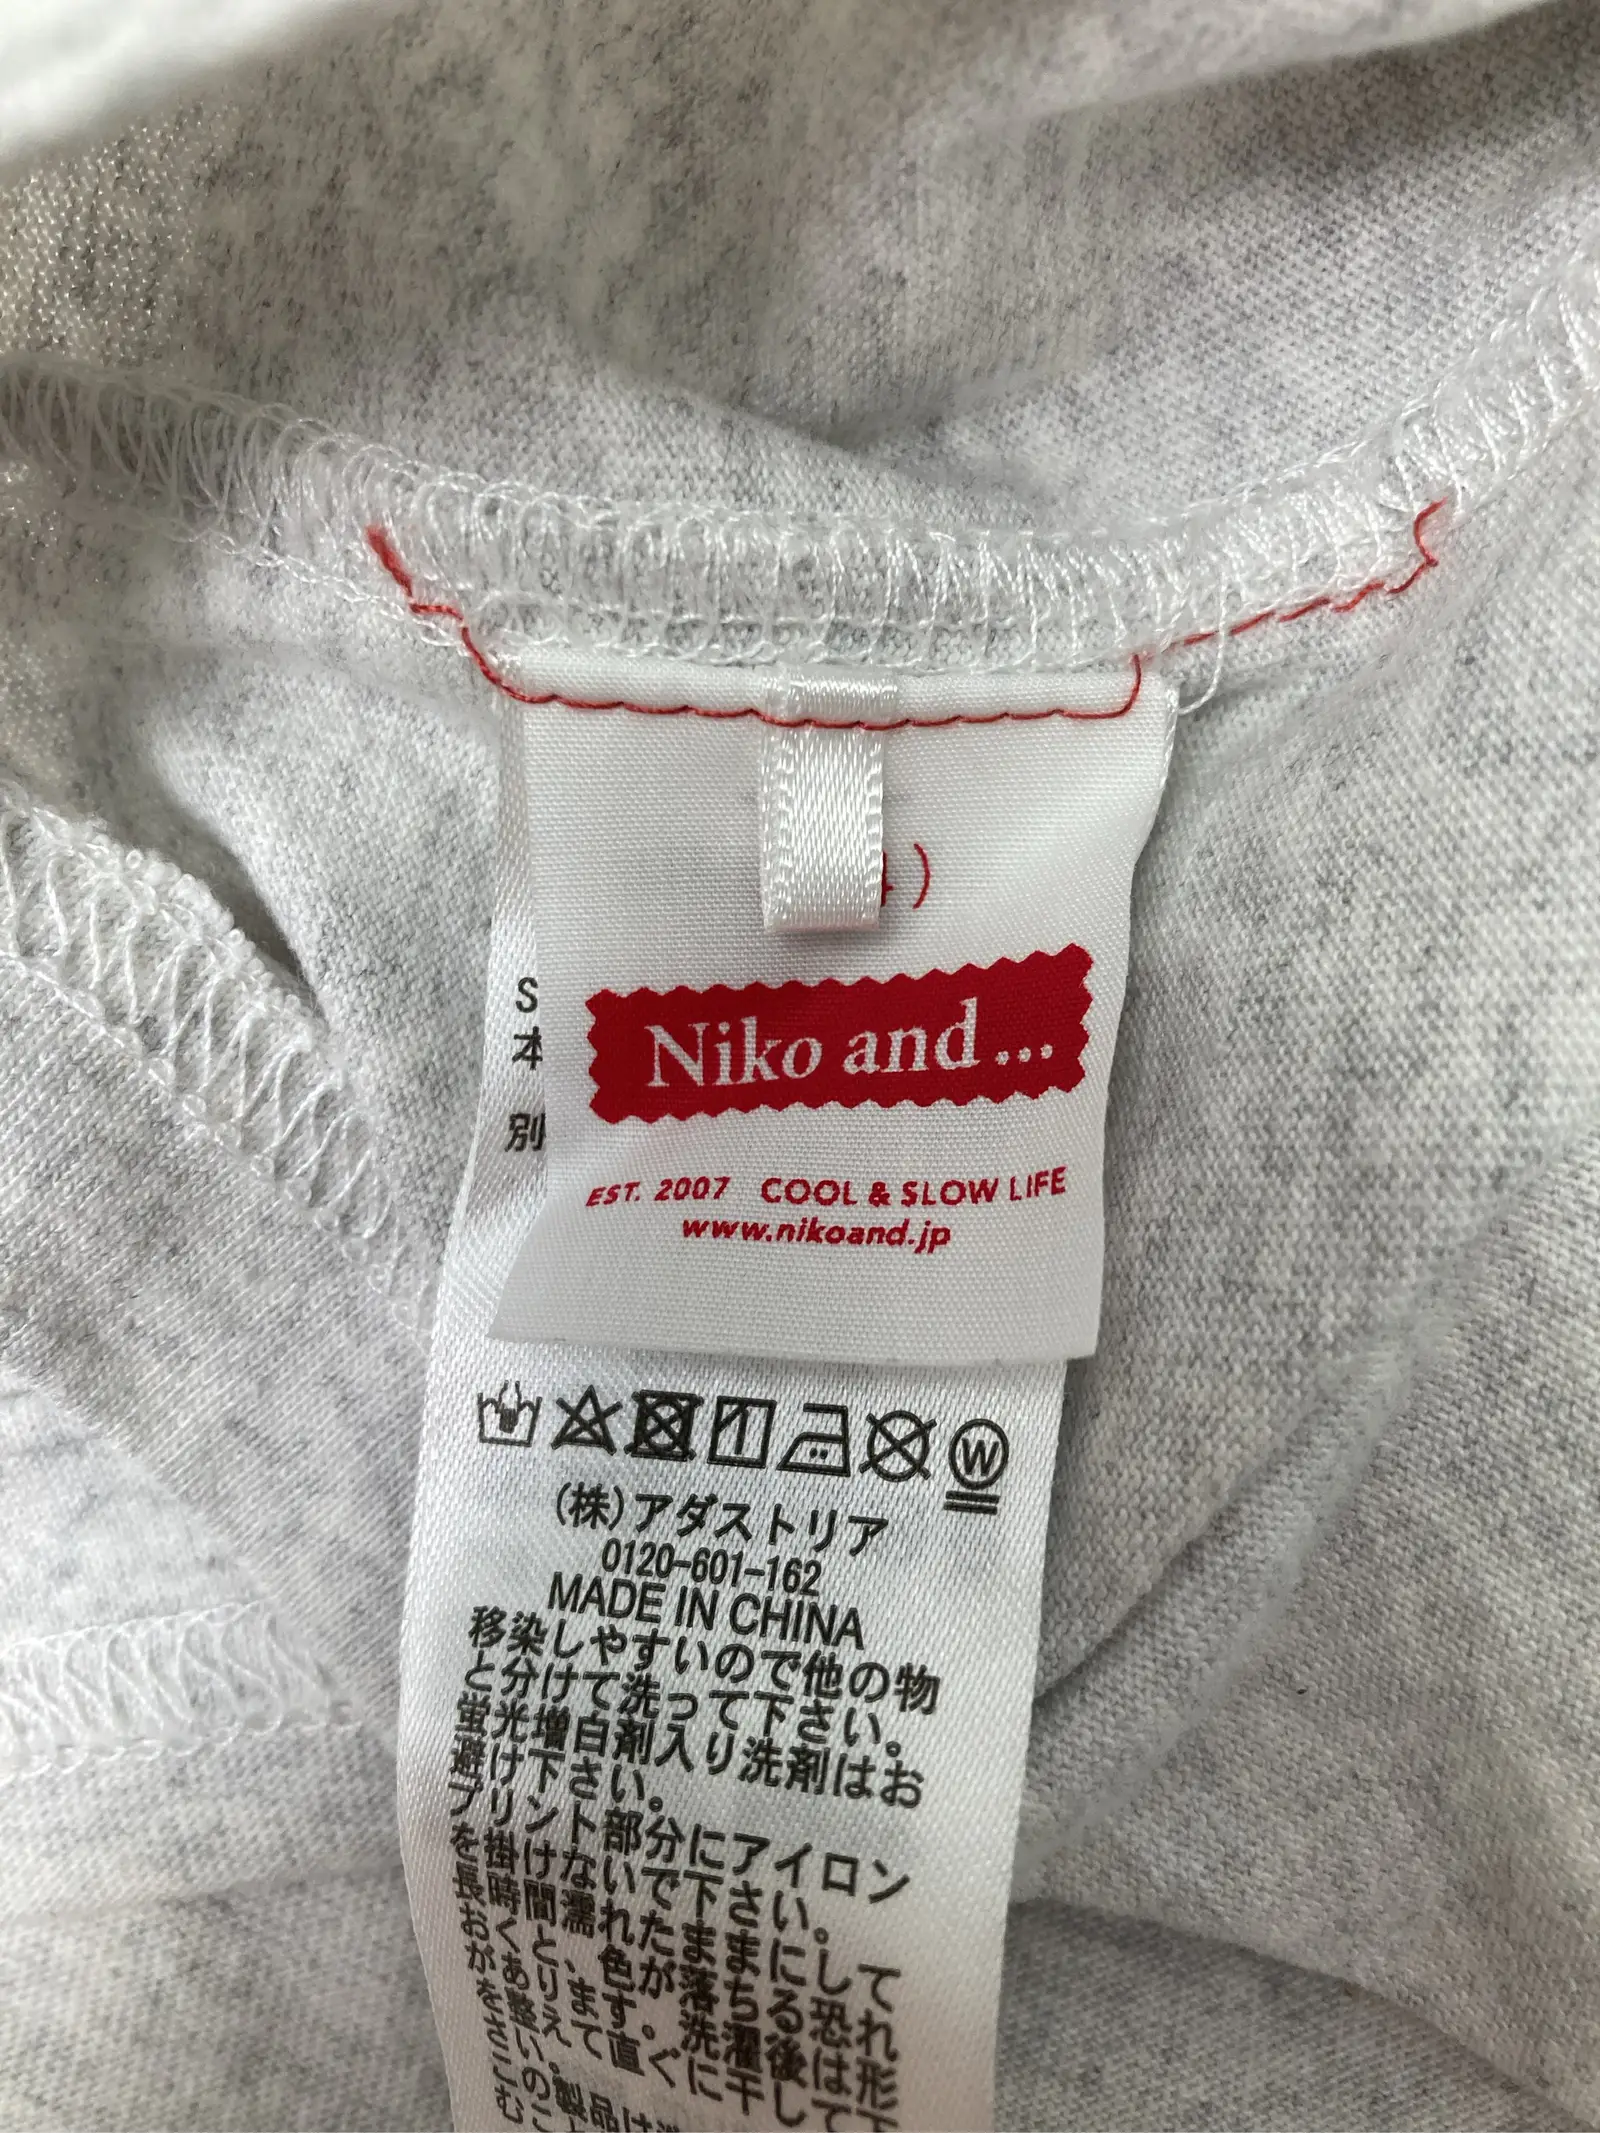 4)
Niko and...
EST. 2007 COOL & SLOW LIFE
www.nikoand.jp
S
本
別
W
(株)アダストリア
0120-601-162
MADE IN CHINA
移染しやすいので他の物
と分けて洗って下さい。
蛍光増白剤入り洗剤はお
避け下さい。
プリント部分にアイロン
を掛けないで下さい。
長時間濡れたままにして
おくと、色が落ちる恐れ
があります。洗濯後は形
を整え、直ぐに干して下
さい。